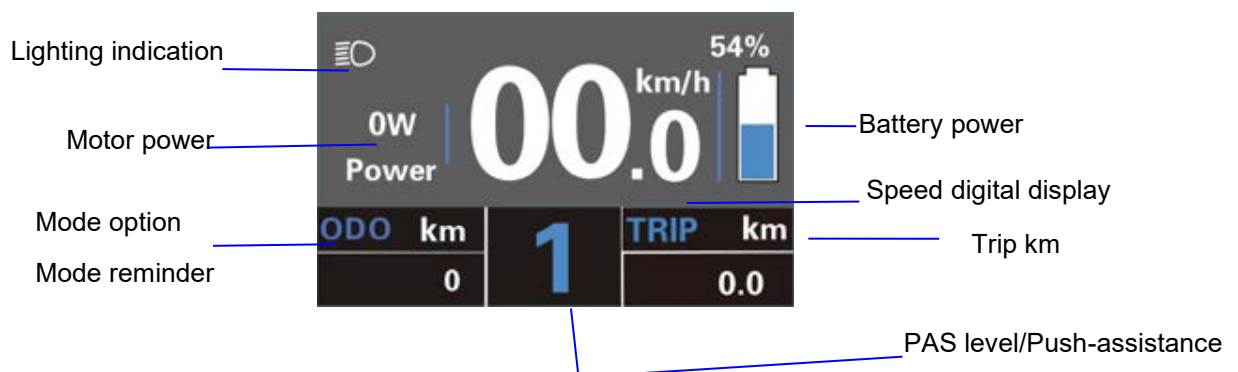 Lighting indication
Motor power
Mode option
Mode reminder
54%
km/h
00.0
0W
Power
ODO km
0
1
TRIP km
0.0
Battery power
Speed digital display
Trip km
PAS level/Push-assistance